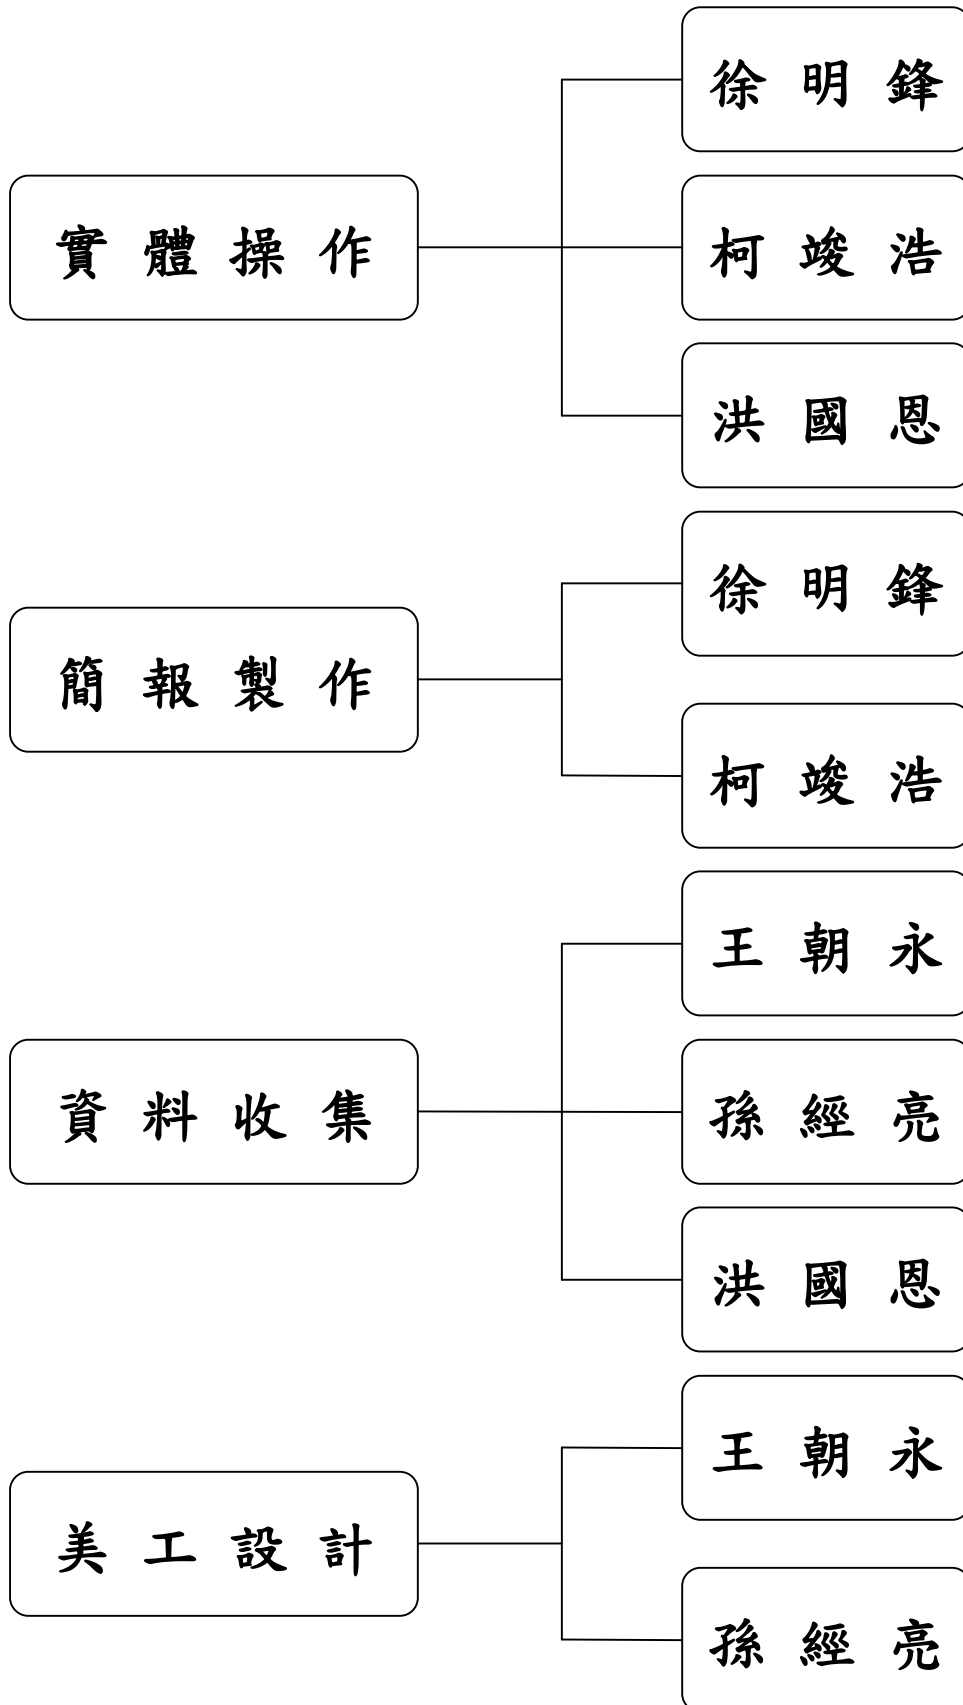 實體操作
徐明鋒
柯竣浩
洪國恩
簡報製作
徐明鋒
柯竣浩
資料收集
王朝永
孫經亮
洪國恩
美工設計
王朝永
孫經亮